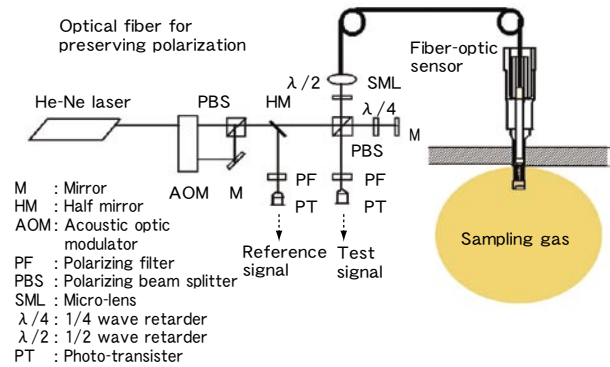 Optical fiber for
preserving polarization
Fiber-optic
sensor
λ/2
SML
He-Ne laser
PBS
HM
λ/4
M
PBS
AOM
M
PF
PT
PF
PT
Reference
signal
Test
signal
Sampling gas
M : Mirror
HM : Half mirror
AOM : Acoustic optic
modulator
PF : Polarizing filter
PBS : Polarizing beam splitter
SML : Micro-lens
λ/4 : 1/4 wave retarder
λ/2 : 1/2 wave retarder
PT : Photo-transister